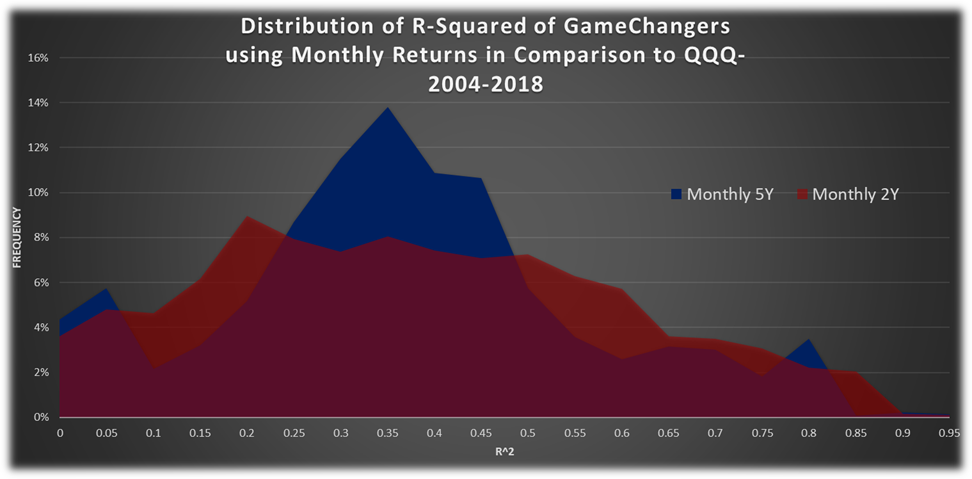 Distribution of R-Squared of GameChangers
using Monthly Returns in Comparison to QQQ-
2004-2018
16%
14%
12%
10%
8%
6%
4%
2%
0%
FREQUENCY
Monthly 5Y Monthly 2Y
0 0.05 0.1 0.15 0.2 0.25 0.3 0.35 0.4 0.45 0.5 0.55 0.6 0.65 0.7 0.75 0.8 0.85 0.9 0.95
R^2